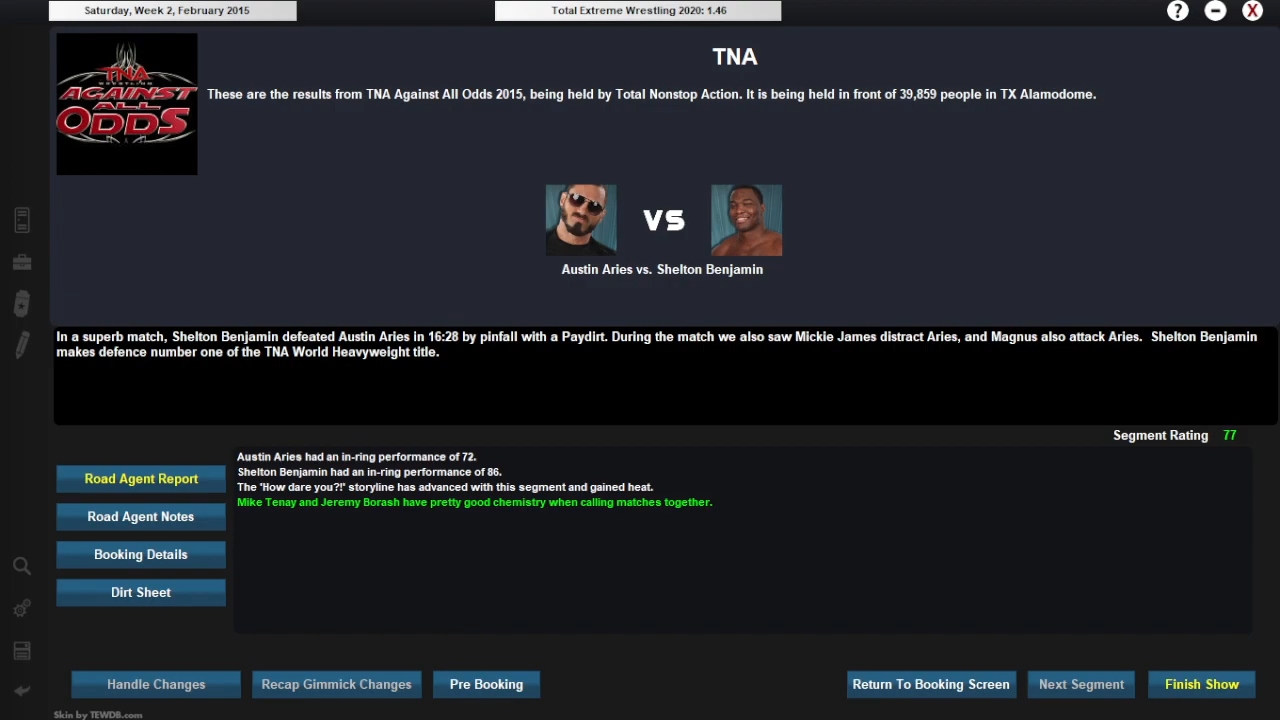 Saturday, Week 2, February 2015
Total Extreme Wrestling 2020: 1.46
?
X
TNA
TNA
WRESTLING
AGAINST
ALL
ODDS
These are the results from TNA Against All Odds 2015, being held by Total Nonstop Action. It is being held in front of 39,859 people in TX Alamodome.
VS
Austin Aries vs. Shelton Benjamin
In a superb match, Shelton Benjamin defeated Austin Aries in 16:28 by pinfall with a Paydirt. During the match we also saw Mickie James distract Aries, and Magnus also attack Aries.  Shelton Benjamin
makes defence number one of the TNA World Heavyweight title.
Segment Rating 77
Road Agent Report
Road Agent Notes
Booking Details
Dirt Sheet
Austin Aries had an in-ring performance of 72.
Shelton Benjamin had an in-ring performance of 86.
The 'How dare you?!' storyline has advanced with this segment and gained heat.
Mike Tenay and Jeremy Borash have pretty good chemistry when calling matches together.
Handle Changes
Recap Gimmick Changes
Pre Booking
Return To Booking Screen
Next Segment
Finish Show
Skin by TEWDB.com